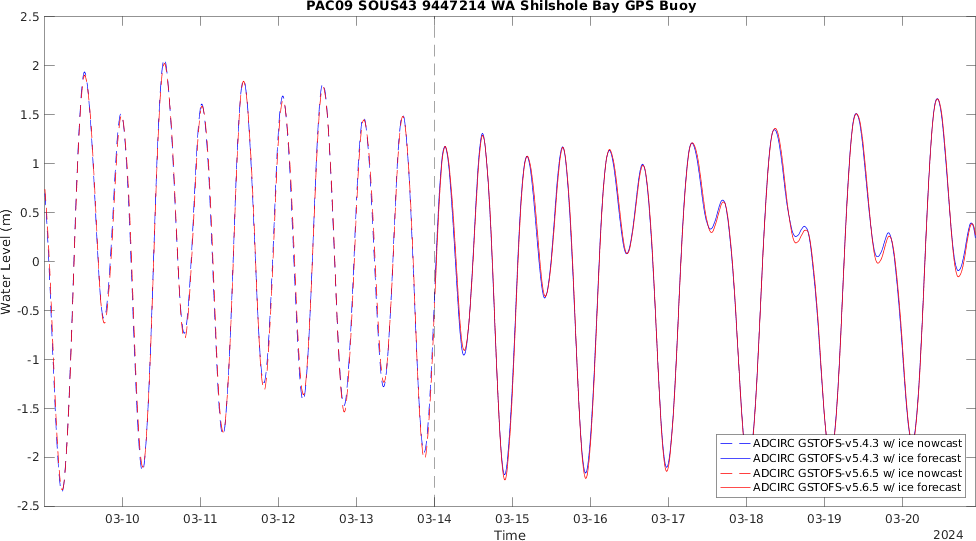 PAC09 SOUS43 9447214 WA Shilshole Bay GPS Buoy
Water Level (m)
2.5
2
1.5
1
0.5
0
-0.5
-1
-1.5
-2
-2.5
ADCIRC GSTOFS-v5.4.3 w/ ice nowcast
ADCIRC GSTOFS-v5.4.3 w/ ice forecast
ADCIRC GSTOFS-v5.6.5 w/ ice nowcast
ADCIRC GSTOFS-v5.6.5 w/ ice forecast
03-10 03-11 03-12 03-13 03-14 03-15 03-16 03-17 03-18 03-19 03-20
Time
2024